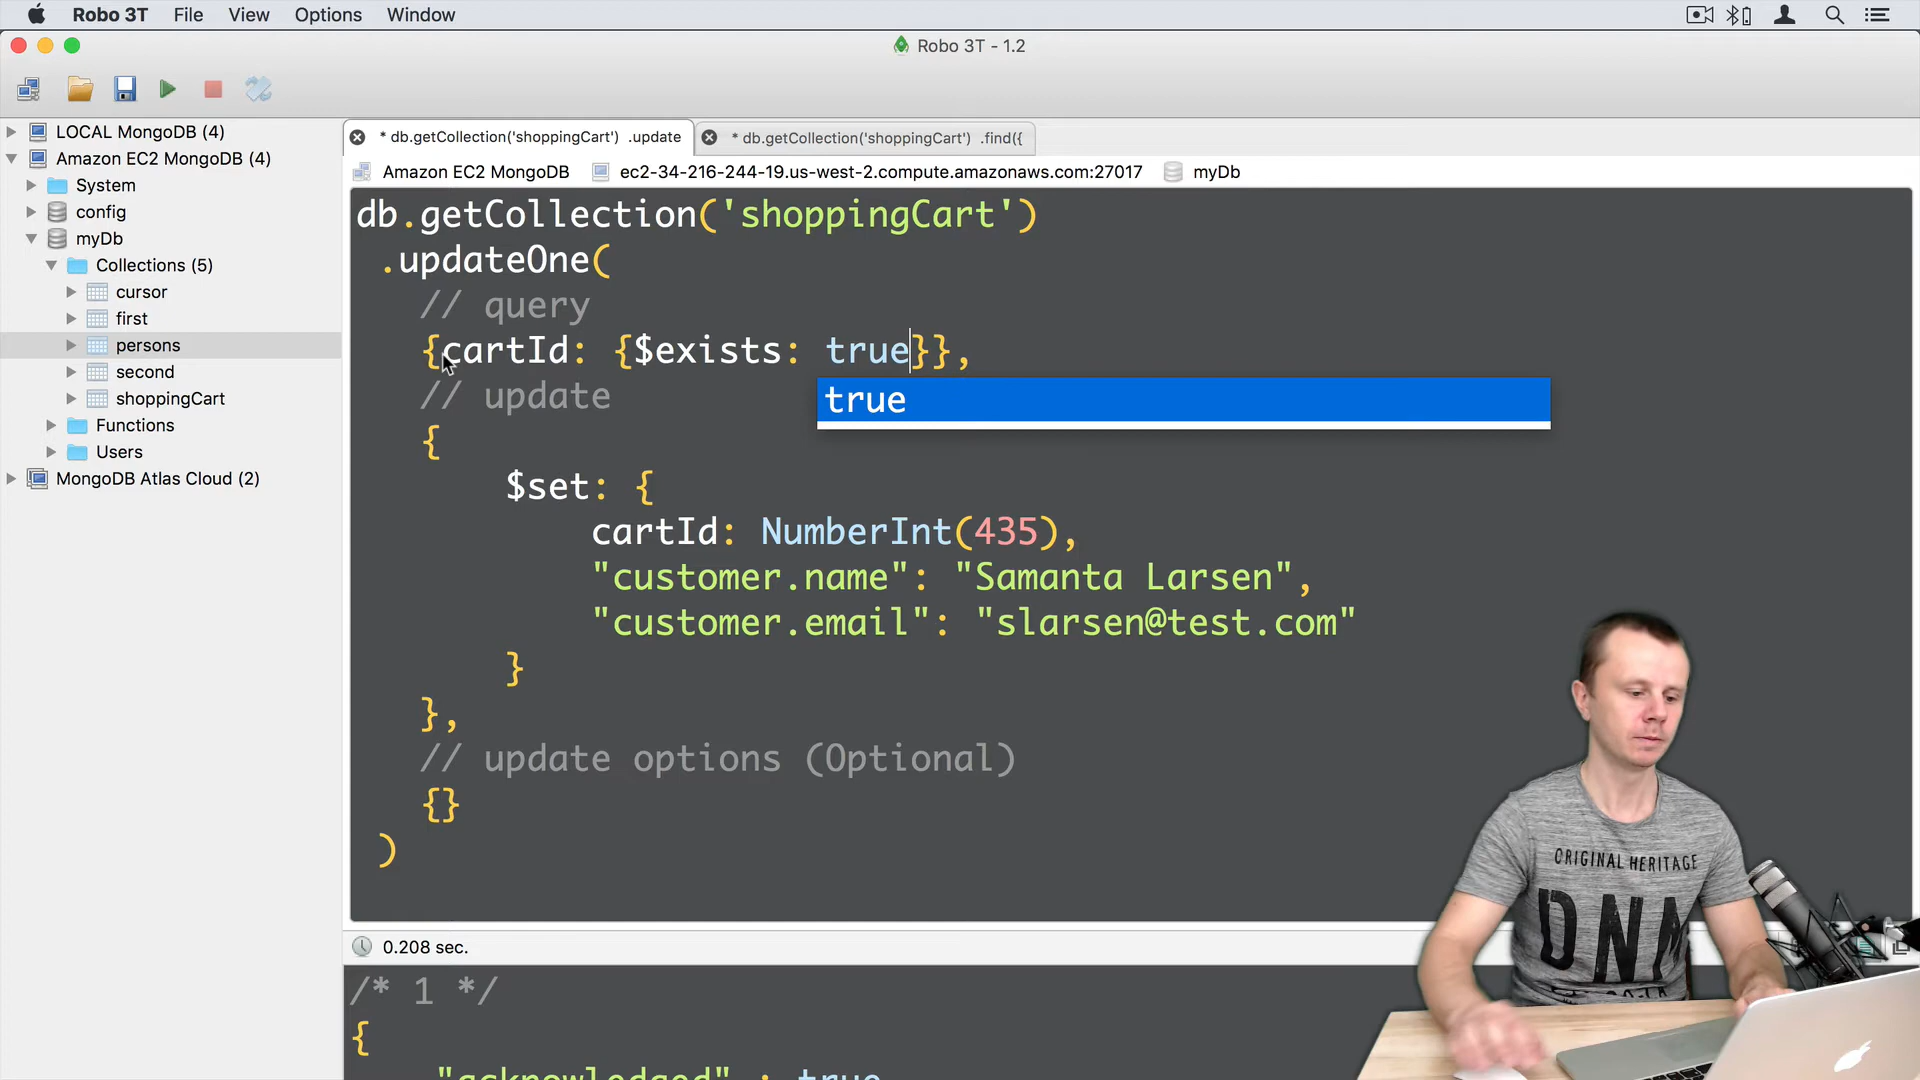 Robo 3T File View Options Window
Robo 3T - 1.2
LOCAL MongoDB (4)
Amazon EC2 MongoDB (4)
System
config
myDb
Collections (5)
cursor
first
persons
second
shoppingCart
Functions
Users
MongoDB Atlas Cloud (2)
* db.getCollection('shoppingCart') .update
* db.getCollection('shoppingCart') .find({
Amazon EC2 MongoDB ec2-34-216-244-19.us-west-2.compute.amazonaws.com:27017 myDb
db.getCollection('shoppingCart')
.updateOne(
// query
{cartId: {$exists: true}},
true
// update
{
$set: {
cartId: NumberInt(435),
"customer.name": "Samanta Larsen",
"customer.email": "slarsen@test.com"
}
},
// update options (Optional)
{}
)
0.208 sec.
/* 1 */
{
"acknowledged" : true
ORIGINAL HERITAGE
DNM